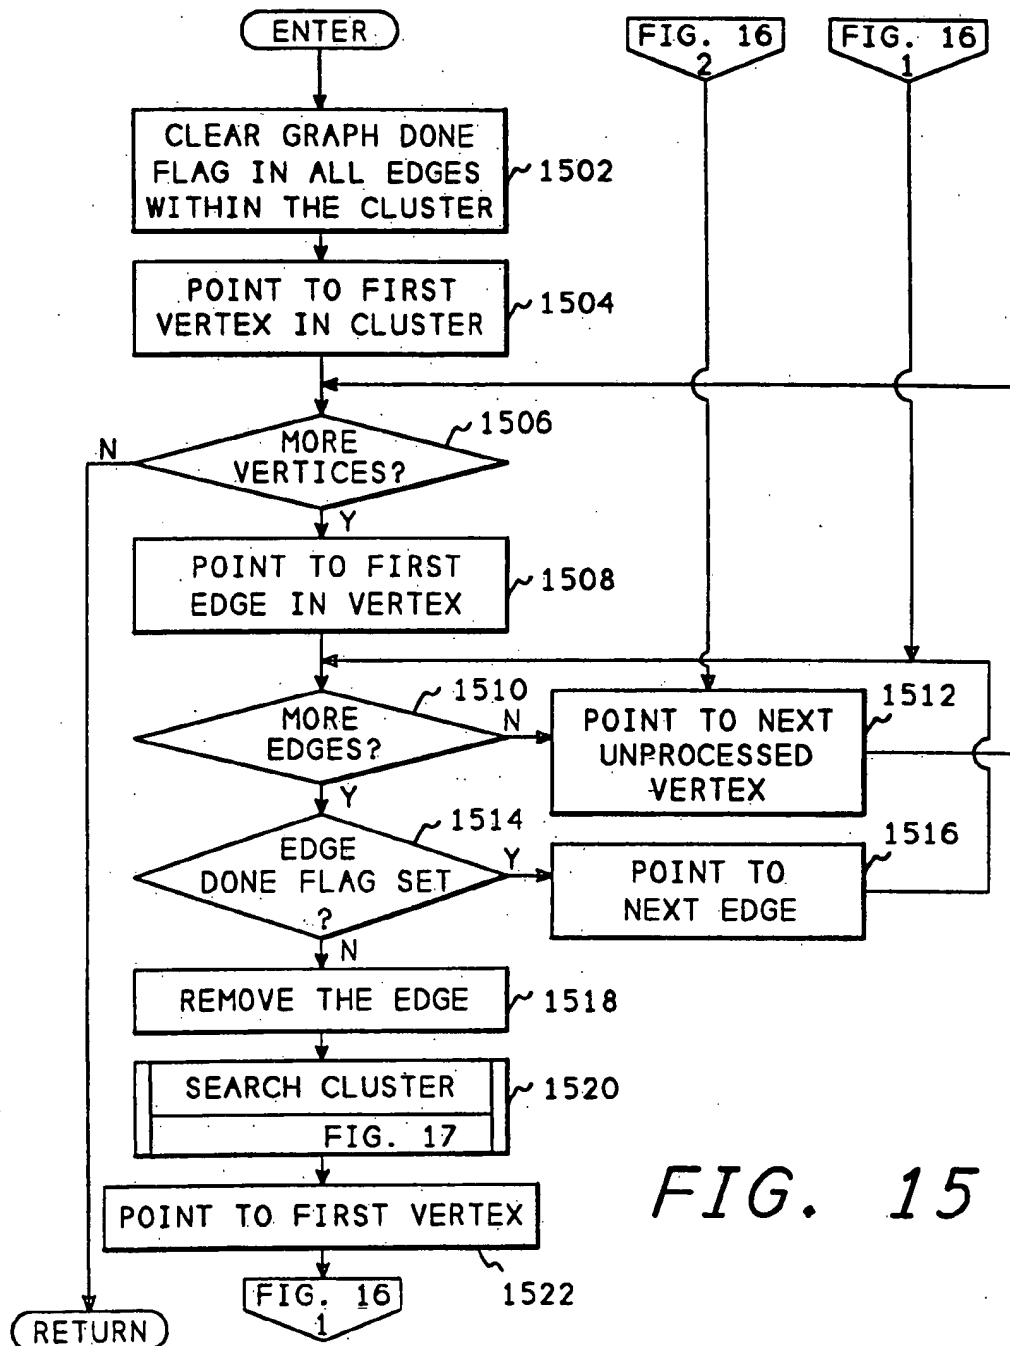 ENTER
FIG. 16
2
FIG. 16
1
CLEAR GRAPH DONE
FLAG IN ALL EDGES
WITHIN THE CLUSTER
1502
POINT TO FIRST
VERTEX IN CLUSTER
1504
N
MORE
VERTICES?
1506
Y
POINT TO FIRST
EDGE IN VERTEX
1508
MORE
EDGES?
1510
N
Y
POINT TO NEXT
UNPROCESSED
VERTEX
1512
EDGE
DONE FLAG SET
?
1514
Y
N
POINT TO
NEXT EDGE
1516
REMOVE THE EDGE
1518
SEARCH CLUSTER
FIG. 17
1520
POINT TO FIRST VERTEX
1522
FIG. 16
1
RETURN
FIG. 15